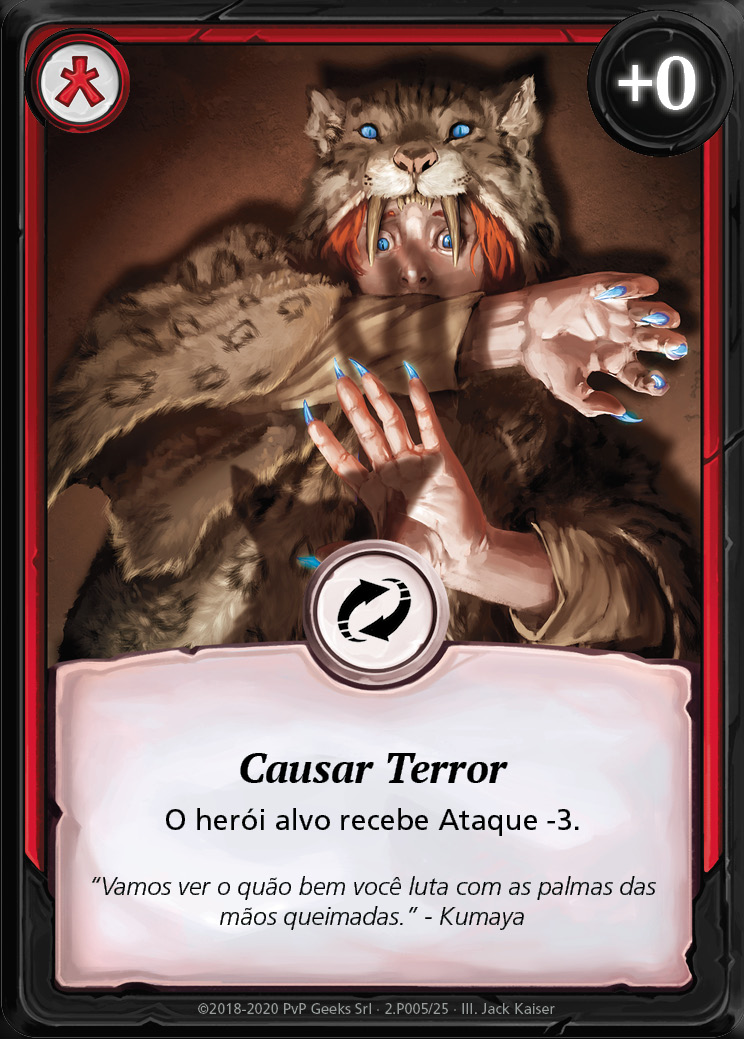 +0
Causar Terror
O herói alvo recebe Ataque -3.
“Vamos ver o quão bem você luta com as palmas das
mãos queimadas.” - Kumaya
©2018-2020 PvP Geeks Srl · 2.P005/25 · Ill. Jack Kaiser